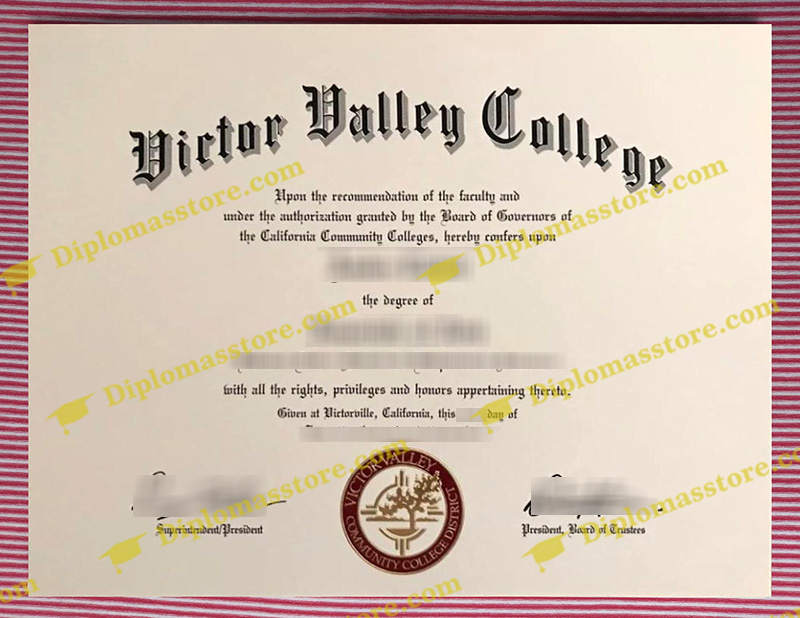 Victor Valley College
Upon the recommendation of the faculty and
under the authorization granted by the Board of Governors of
the California Community Colleges, hereby confers upon
the degree of
with all the rights, privileges and honors appertaining thereto.
Given at Victorville, California, this day of
Superintendent/President
President, Board of Trustees
VICTOR VALLEY
COMMUNITY COLLEGE DISTRICT
Diplomasstore.com
Diplomasstore.com
Diplomasstore.com
Diplomasstore.com
Diplomasstore.com
Diplomasstore.com
Diplomasstore.com